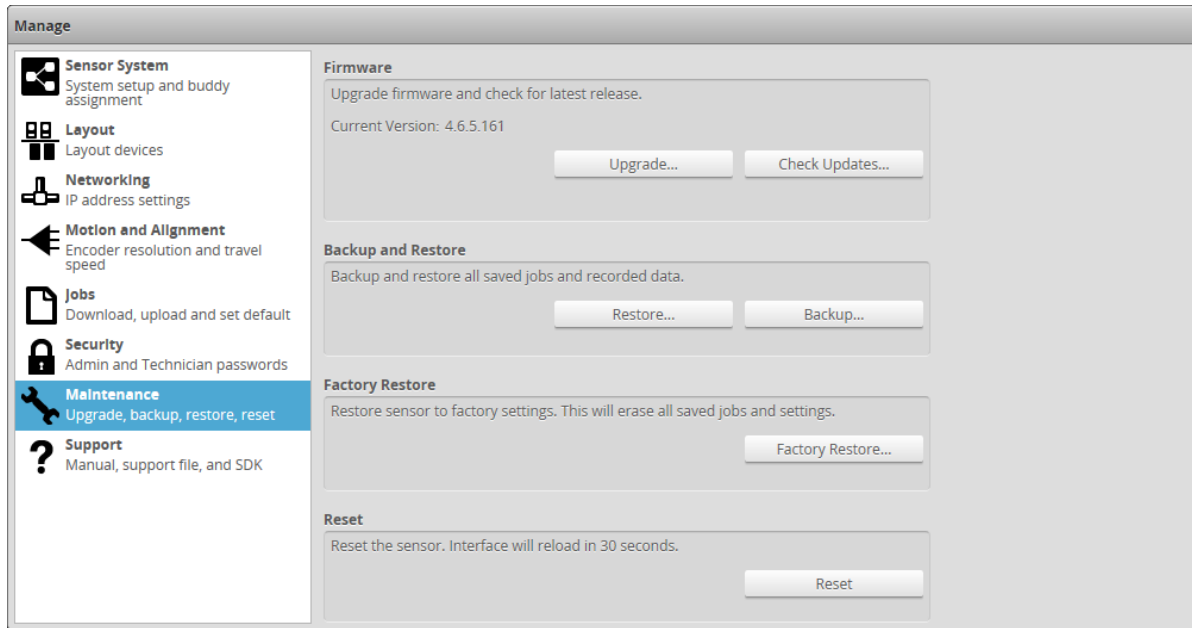 Manage
Sensor System
System setup and buddy
assignment
Layout
Layout devices
Networking
IP address settings
Motion and Alignment
Encoder resolution and travel
speed
Jobs
Download, upload and set default
Security
Admin and Technician passwords
Maintenance
Upgrade, backup, restore, reset
Support
Manual, support file, and SDK
Firmware
Upgrade firmware and check for latest release.
Current Version: 4.6.5.161
Upgrade... Check Updates...
Backup and Restore
Backup and restore all saved jobs and recorded data.
Restore... Backup...
Factory Restore
Restore sensor to factory settings. This will erase all saved jobs and settings.
Factory Restore...
Reset
Reset the sensor. Interface will reload in 30 seconds.
Reset